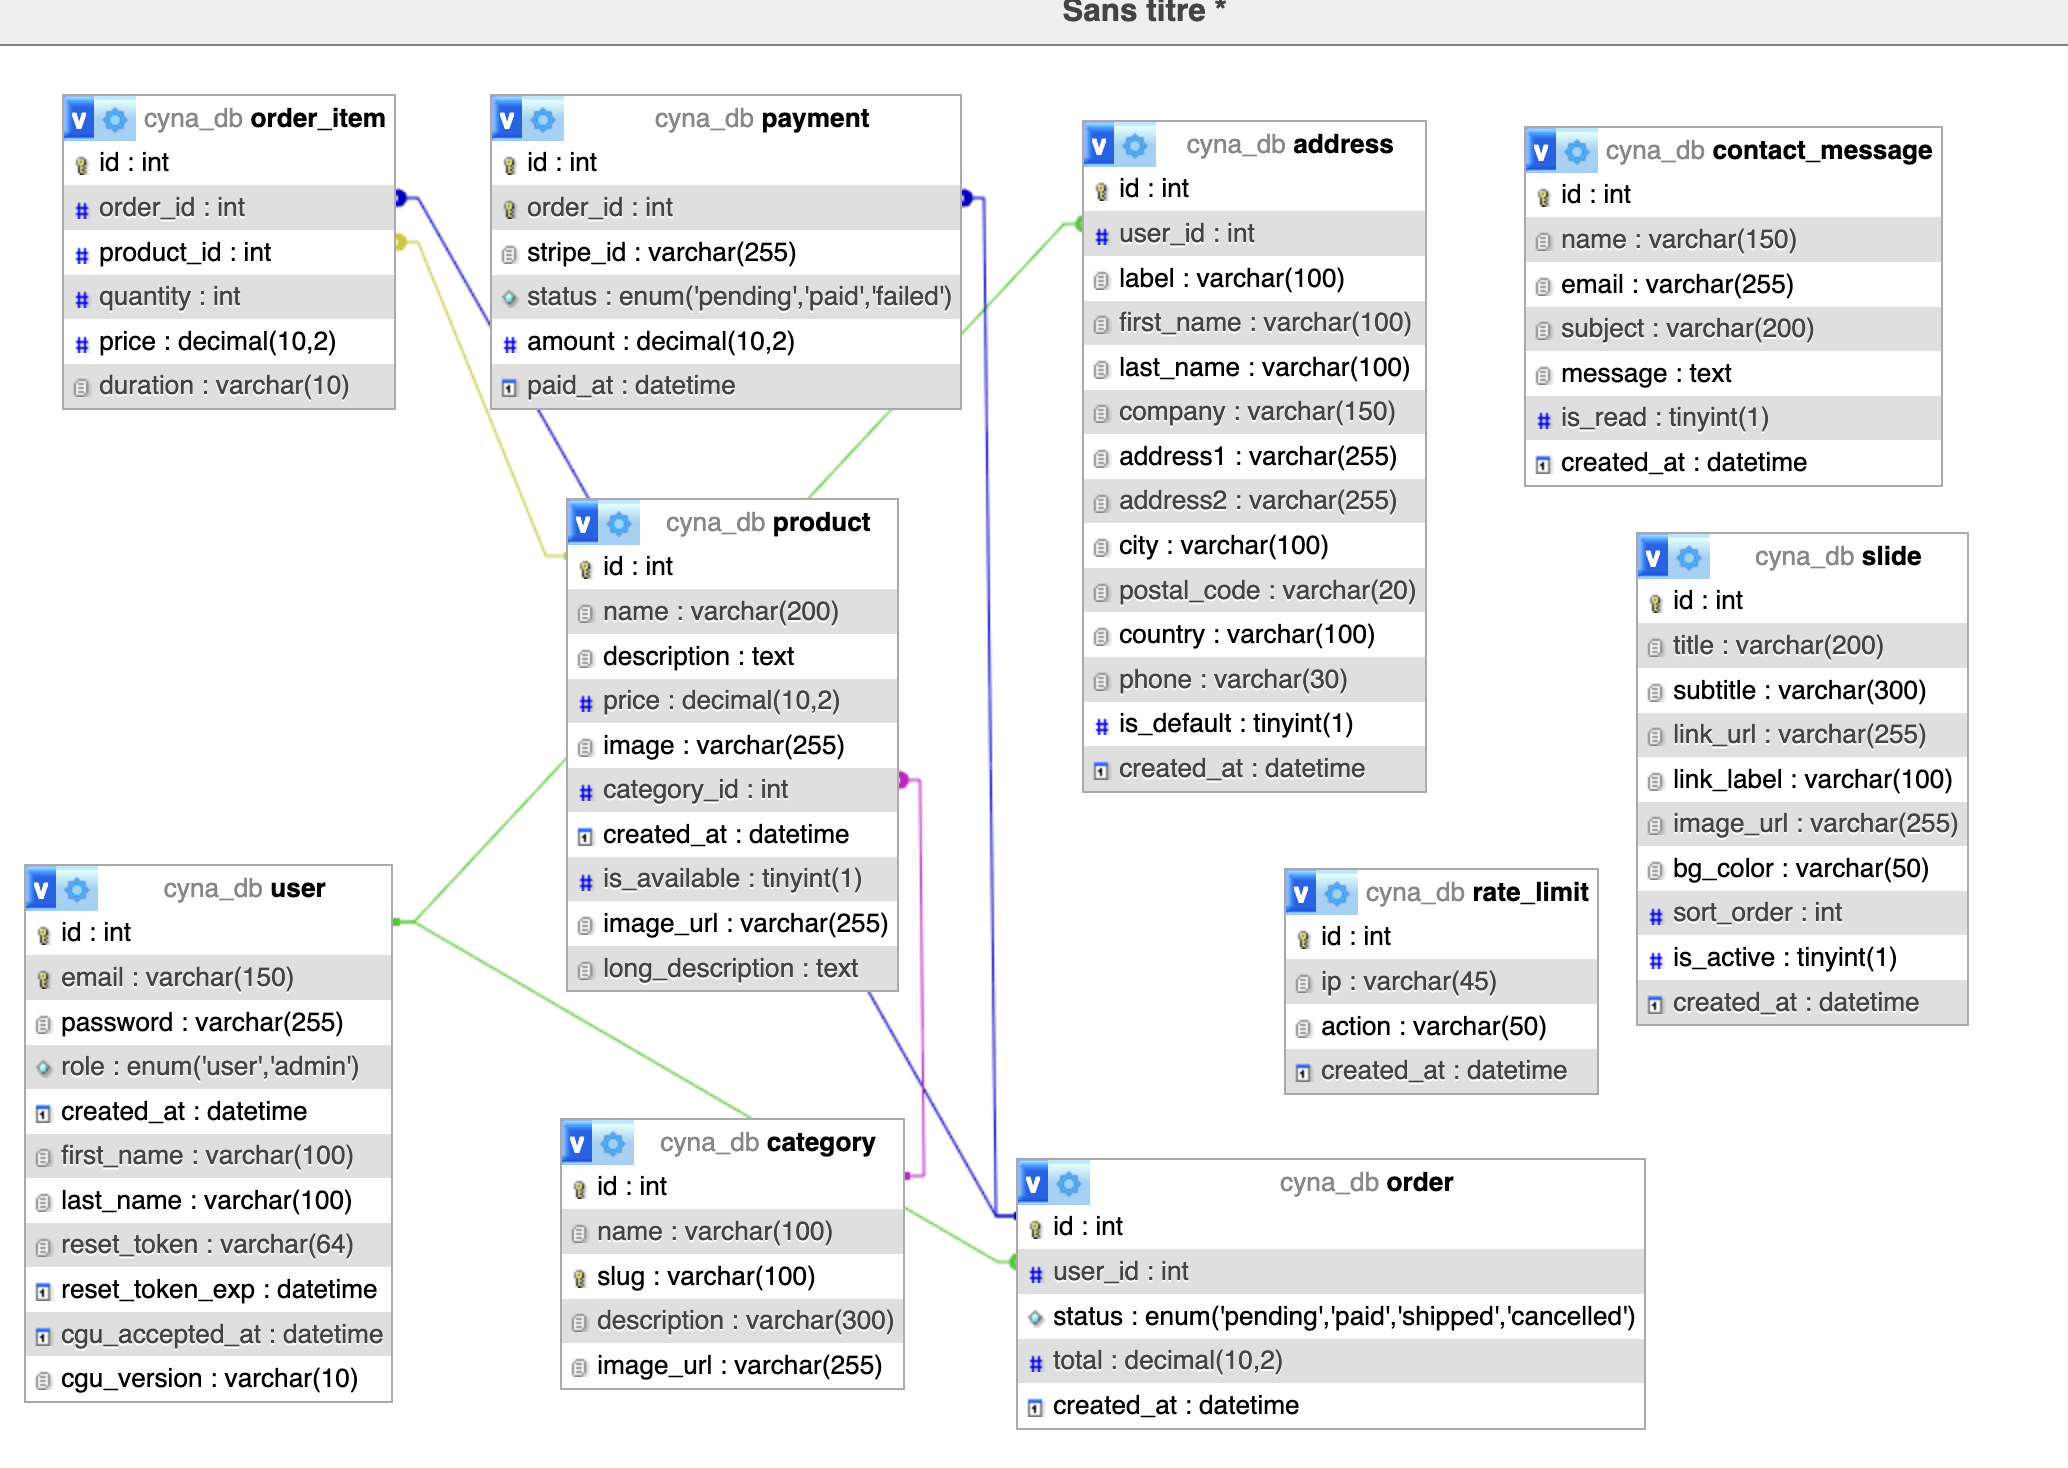 Sans titre *
cyna_db order_item
id : int
order_id : int
product_id : int
quantity : int
price : decimal(10,2)
duration : varchar(10)
cyna_db payment
id : int
order_id : int
stripe_id : varchar(255)
status : enum('pending','paid','failed')
amount : decimal(10,2)
paid_at : datetime
cyna_db address
id : int
user_id : int
label : varchar(100)
first_name : varchar(100)
last_name : varchar(100)
company : varchar(150)
address1 : varchar(255)
address2 : varchar(255)
city : varchar(100)
postal_code : varchar(20)
country : varchar(100)
phone : varchar(30)
is_default : tinyint(1)
created_at : datetime
cyna_db contact_message
id : int
name : varchar(150)
email : varchar(255)
subject : varchar(200)
message : text
is_read : tinyint(1)
created_at : datetime
cyna_db product
id : int
name : varchar(200)
description : text
price : decimal(10,2)
image : varchar(255)
category_id : int
created_at : datetime
is_available : tinyint(1)
image_url : varchar(255)
long_description : text
cyna_db slide
id : int
title : varchar(200)
subtitle : varchar(300)
link_url : varchar(255)
link_label : varchar(100)
image_url : varchar(255)
bg_color : varchar(50)
sort_order : int
is_active : tinyint(1)
created_at : datetime
cyna_db user
id : int
email : varchar(150)
password : varchar(255)
role : enum('user','admin')
created_at : datetime
first_name : varchar(100)
last_name : varchar(100)
reset_token : varchar(64)
reset_token_exp : datetime
cgu_accepted_at : datetime
cgu_version : varchar(10)
cyna_db rate_limit
id : int
ip : varchar(45)
action : varchar(50)
created_at : datetime
cyna_db category
id : int
name : varchar(100)
slug : varchar(100)
description : varchar(300)
image_url : varchar(255)
cyna_db order
id : int
user_id : int
status : enum('pending','paid','shipped','cancelled')
total : decimal(10,2)
created_at : datetime